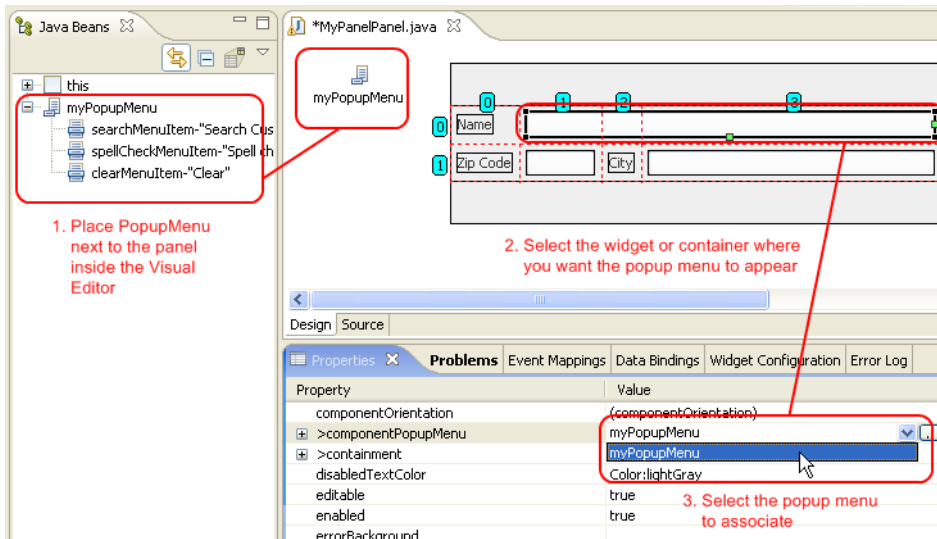 Java Beans
this
myPopupMenu
searchMenuItem-"Search Cus
spellCheckMenuItem-"Spell ch
clearMenuItem-"Clear"
1. Place PopupMenu
next to the panel
inside the Visual
Editor
*MyPanelPanel.java
myPopupMenu
0 1 2 3
0 Name
1 Zip Code City
2. Select the widget or container where
you want the popup menu to appear
Design Source
Properties Problems Event Mappings Data Bindings Widget Configuration Error Log
Property Value
componentOrientation (componentOrientation)
>componentPopupMenu myPopupMenu
>containment myPopupMenu
disabledTextColor Color:lightGray
editable true
enabled true
errorBackground
3. Select the popup menu
to associate